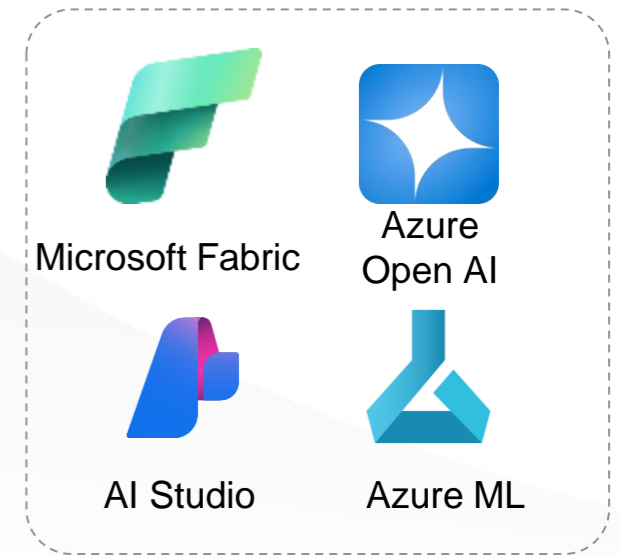 Microsoft Fabric
Azure
Open AI
AI Studio
Azure ML